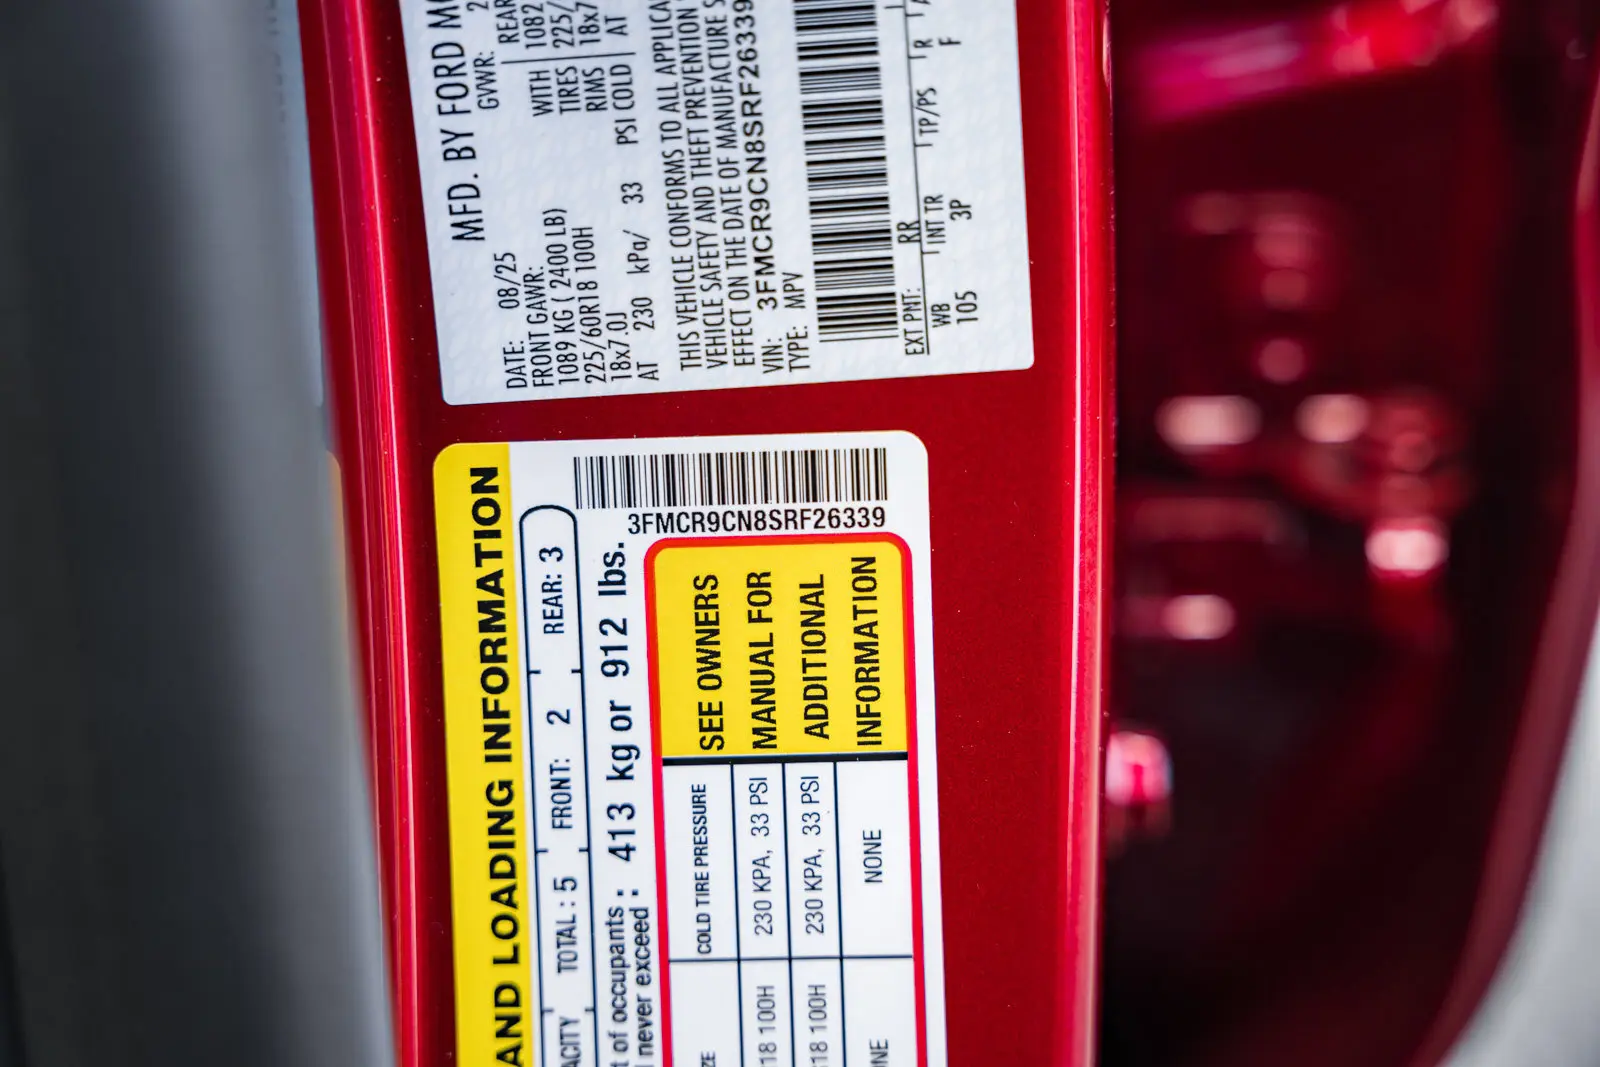 MFD. BY FORD
DATE: 08/25
GVWR:
FRONT GAWR:
REAR
1089 KG ( 2400 LB)
WITH
1082
225/60R18 100H
TIRES
225/
18x7.0J
RIMS
18x7
AT 230 kPa/ 33 PSI COLD
AT
THIS VEHICLE CONFORMS TO ALL
VEHICLE SAFETY AND THEFT PREVENTION
EFFECT ON THE DATE OF MANUFACTURE
VIN: 3FMCR9CN8SRF26339
TYPE: MPV
EXT PNT: RR
WB INT TR TP/PS R
105 3P F
AND LOADING INFORMATION
TOTAL : 5 FRONT: 2 REAR: 3
of occupants : 413 kg or 912 lbs.
never exceed
3FMCR9CN8SRF26339
COLD TIRE PRESSURE
18 100H 230 KPA, 33 PSI
18 100H 230 KPA, 33 PSI
NONE
SEE OWNERS
MANUAL FOR
ADDITIONAL
INFORMATION